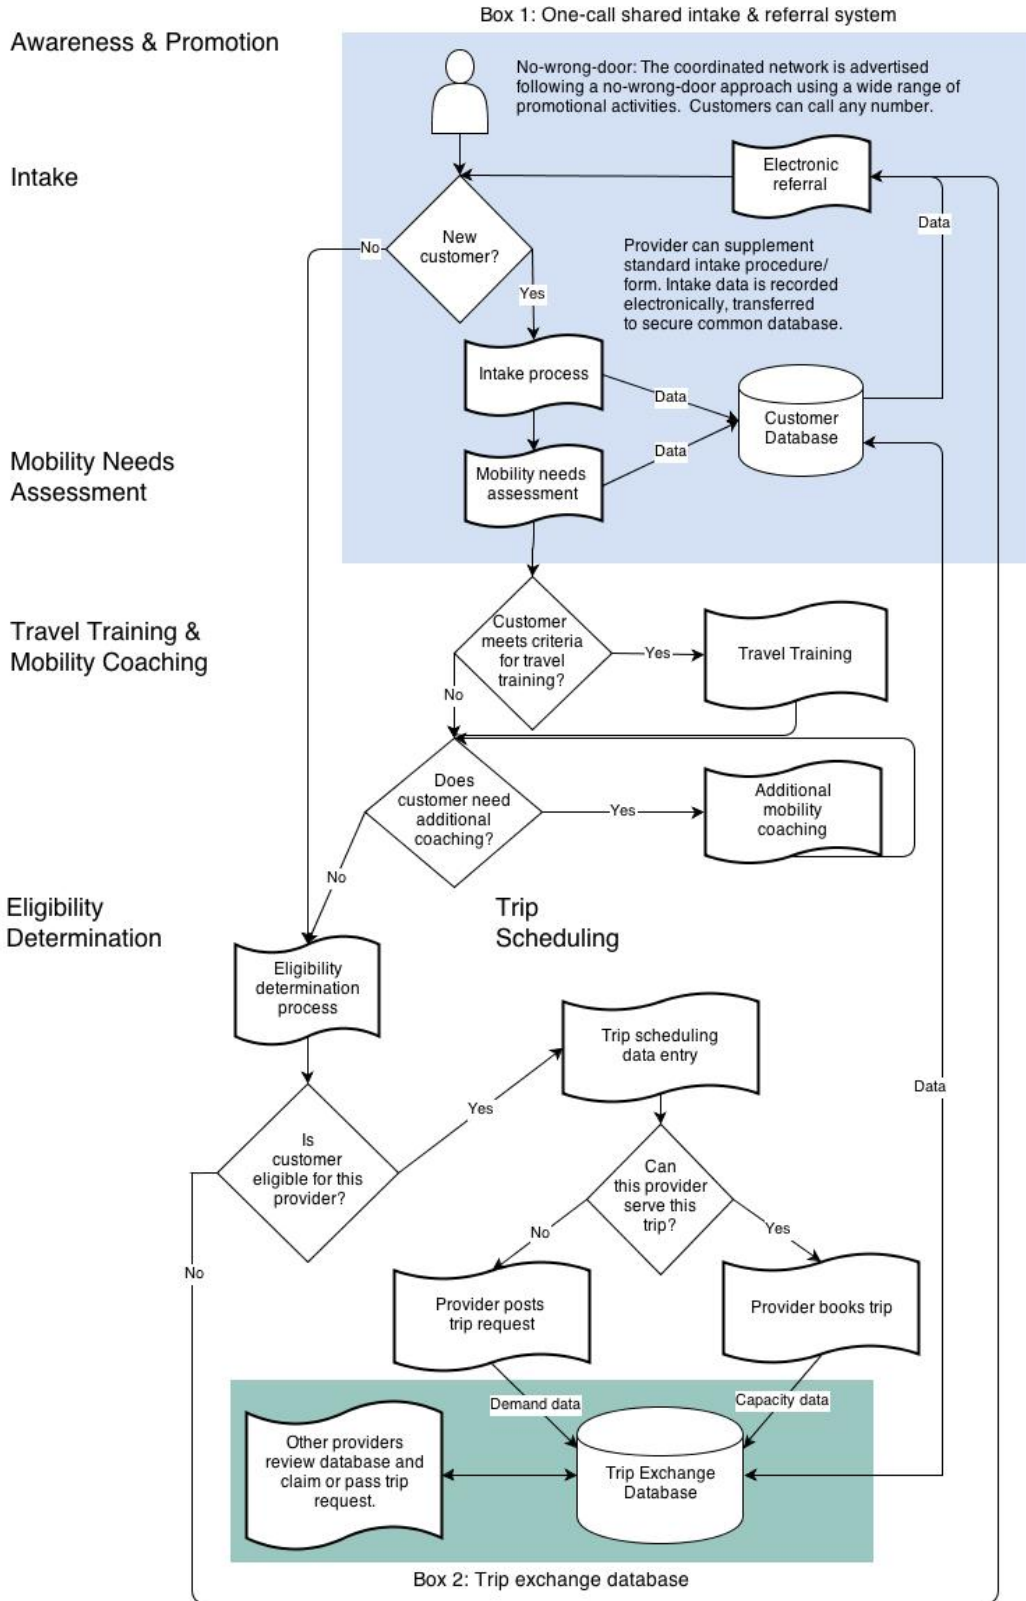 Box 1: One-call shared intake & referral system
Awareness & Promotion
No-wrong-door: The coordinated network is advertised
following a no-wrong-door approach using a wide range of
promotional activities. Customers can call any number.
Intake
Electronic
referral
Data
New
customer?
No
Yes
Provider can supplement
standard intake procedure/
form. Intake data is recorded
electronically, transferred
to secure common database.
Intake process
Data
Customer
Database
Mobility Needs
Assessment
Data
Mobility needs
assessment
Travel Training &
Mobility Coaching
Customer
meets criteria
for travel
training?
Yes
Travel Training
No
Does
customer need
additional
coaching?
Yes
Additional
mobility
coaching
No
Eligibility
Determination
Trip
Scheduling
Eligibility
determination
process
Trip scheduling
data entry
Data
Yes
Is
customer
eligible for this
provider?
Can
this provider
serve this
trip?
No
Yes
No
Provider posts
trip request
Provider books trip
Demand data
Capacity data
Other providers
review database and
claim or pass trip
request.
Trip Exchange
Database
Box 2: Trip exchange database